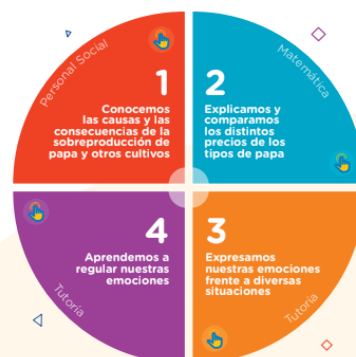 Personal Social
1
Conocemos
las causas y las
consecuencias de la
sobreproducción de
papa y otros cultivos
Matemática
2
Explicamos y
comparamos
los distintos
precios de los
tipos de papa
4
Aprendemos a
regular nuestras
emociones
Tutoría
3
Expresamos
nuestras emociones
frente a diversas
situaciones
Tutoría